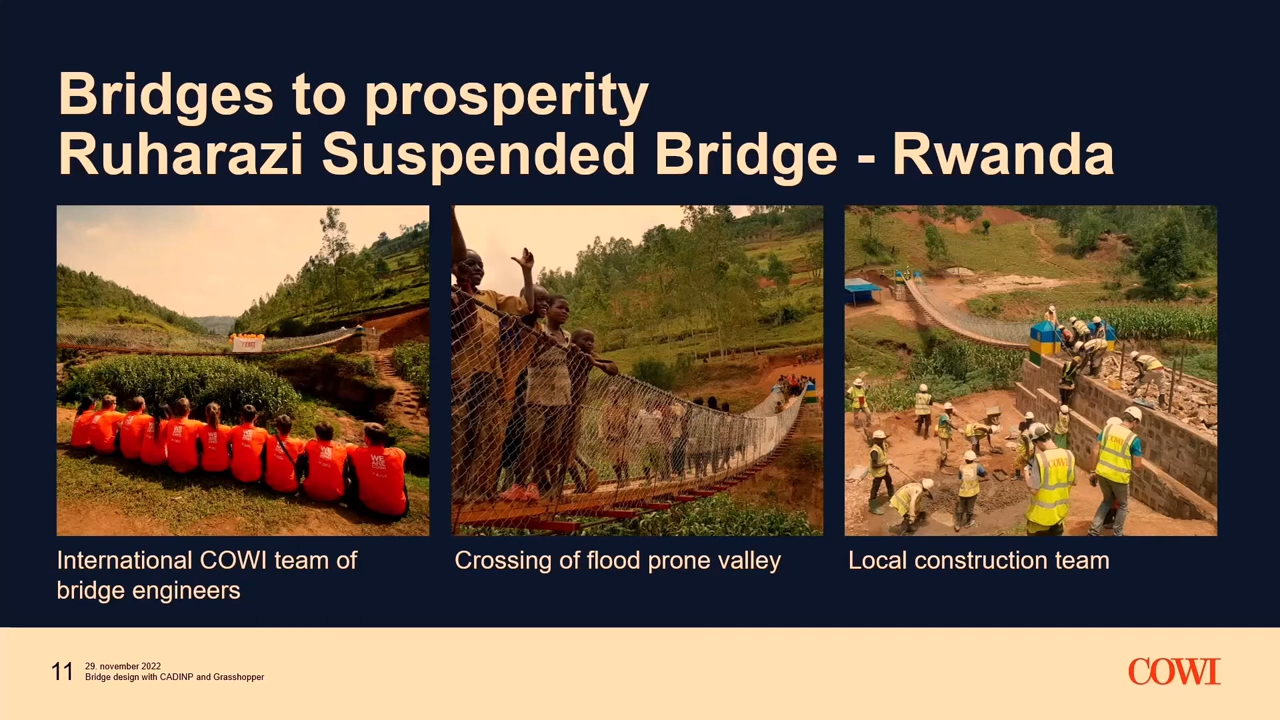 Bridges to prosperity
Ruharazi Suspended Bridge - Rwanda
International COWI team of
bridge engineers
Crossing of flood prone valley
Local construction team
11
29. november 2022
Bridge design with CADINP and Grasshopper
COWI